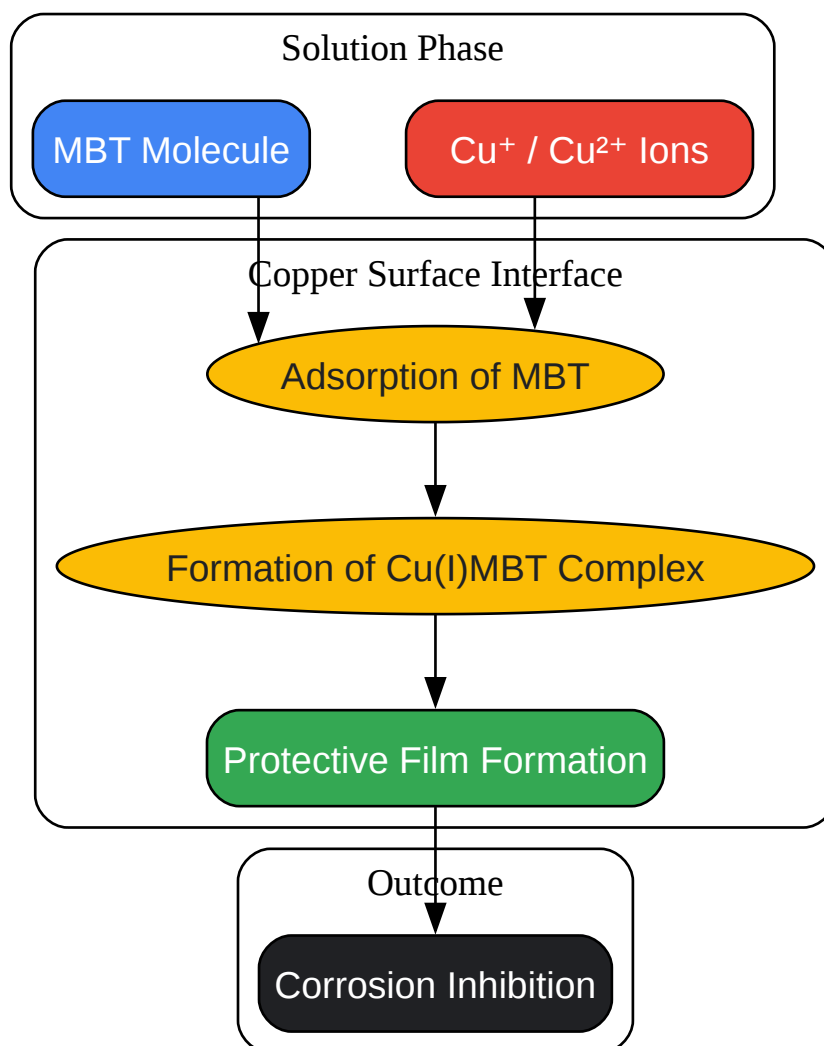 Solution Phase
MBT Molecule
Cu⁺ / Cu²⁺ Ions
Copper Surface Interface
Adsorption of MBT
Formation of Cu(I)MBT Complex
Protective Film Formation
Outcome
Corrosion Inhibition